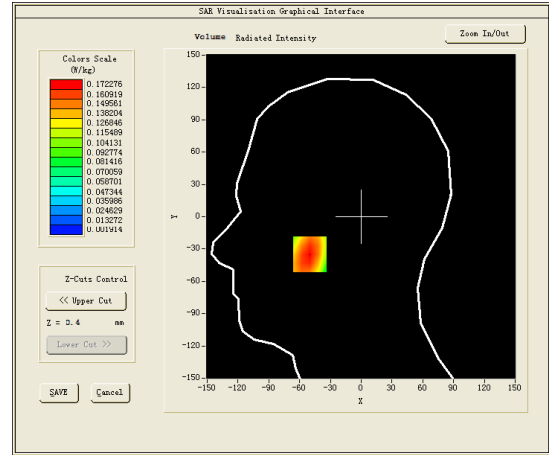 SAR Visualisation Graphical Interface
Volume Radiated Intensity
Zoom In/Out
Colors Scale
(W/kg)
0.172276
0.160919
0.149561
0.138204
0.126846
0.115489
0.104131
0.092774
0.081416
0.070059
0.058701
0.047344
0.035986
0.024629
0.013272
0.001914
150
120
90
60
30
0
-30
-60
-90
-120
-150
Y
-150 -120 -90 -60 -30 0 30 60 90 120 150
X
Z-Cuts Control
<< Upper Cut
Z = 0.4 mm
Lower Cut >>
SAVE Cancel